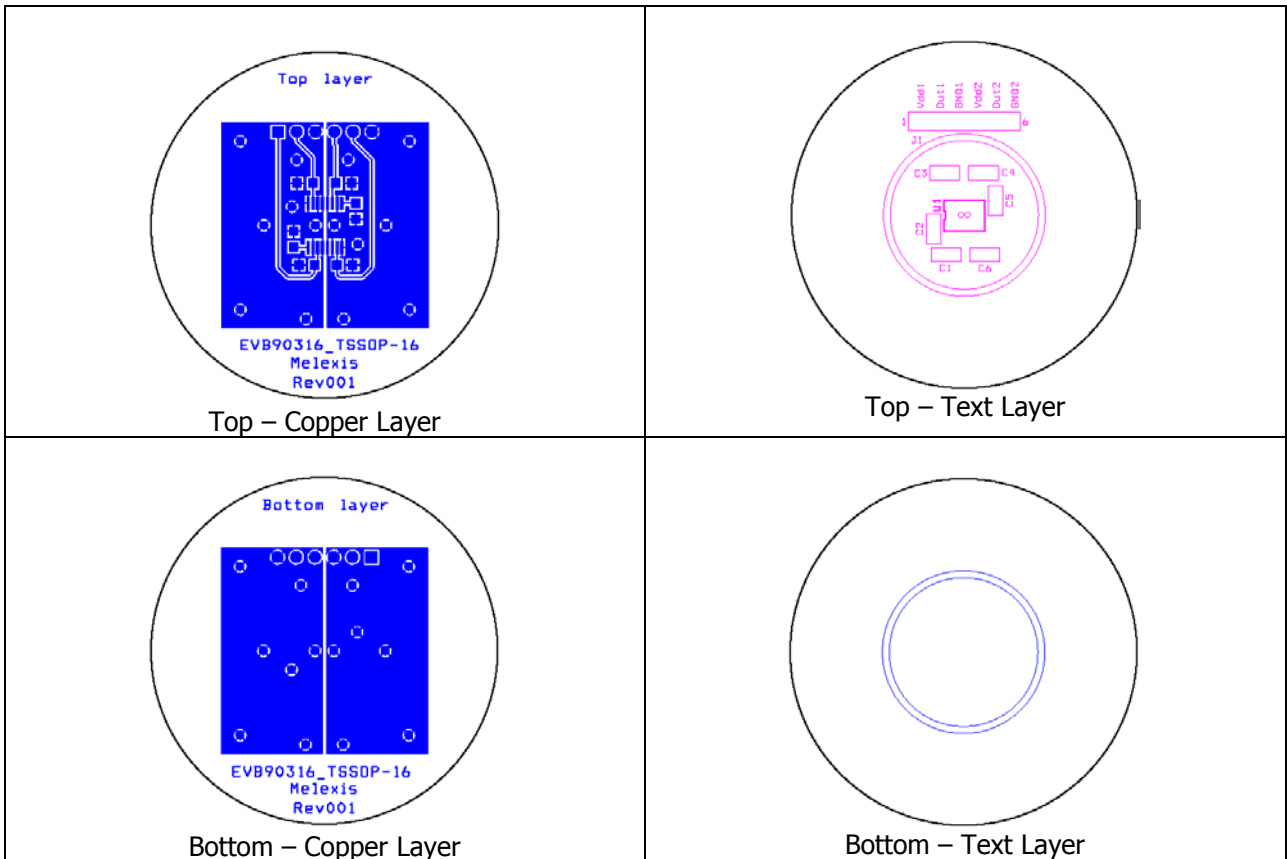 Top layer
EVB90316_TSSOP-16
Melexis
Rev001
Top – Copper Layer
Vdd1
Out1
GND1
Vdd2
Out2
GND2
1
6
J1
C3
C4
C5
U1
C2
C1
C6
Top – Text Layer
Bottom layer
EVB90316_TSSOP-16
Melexis
Rev001
Bottom – Copper Layer
Bottom – Text Layer